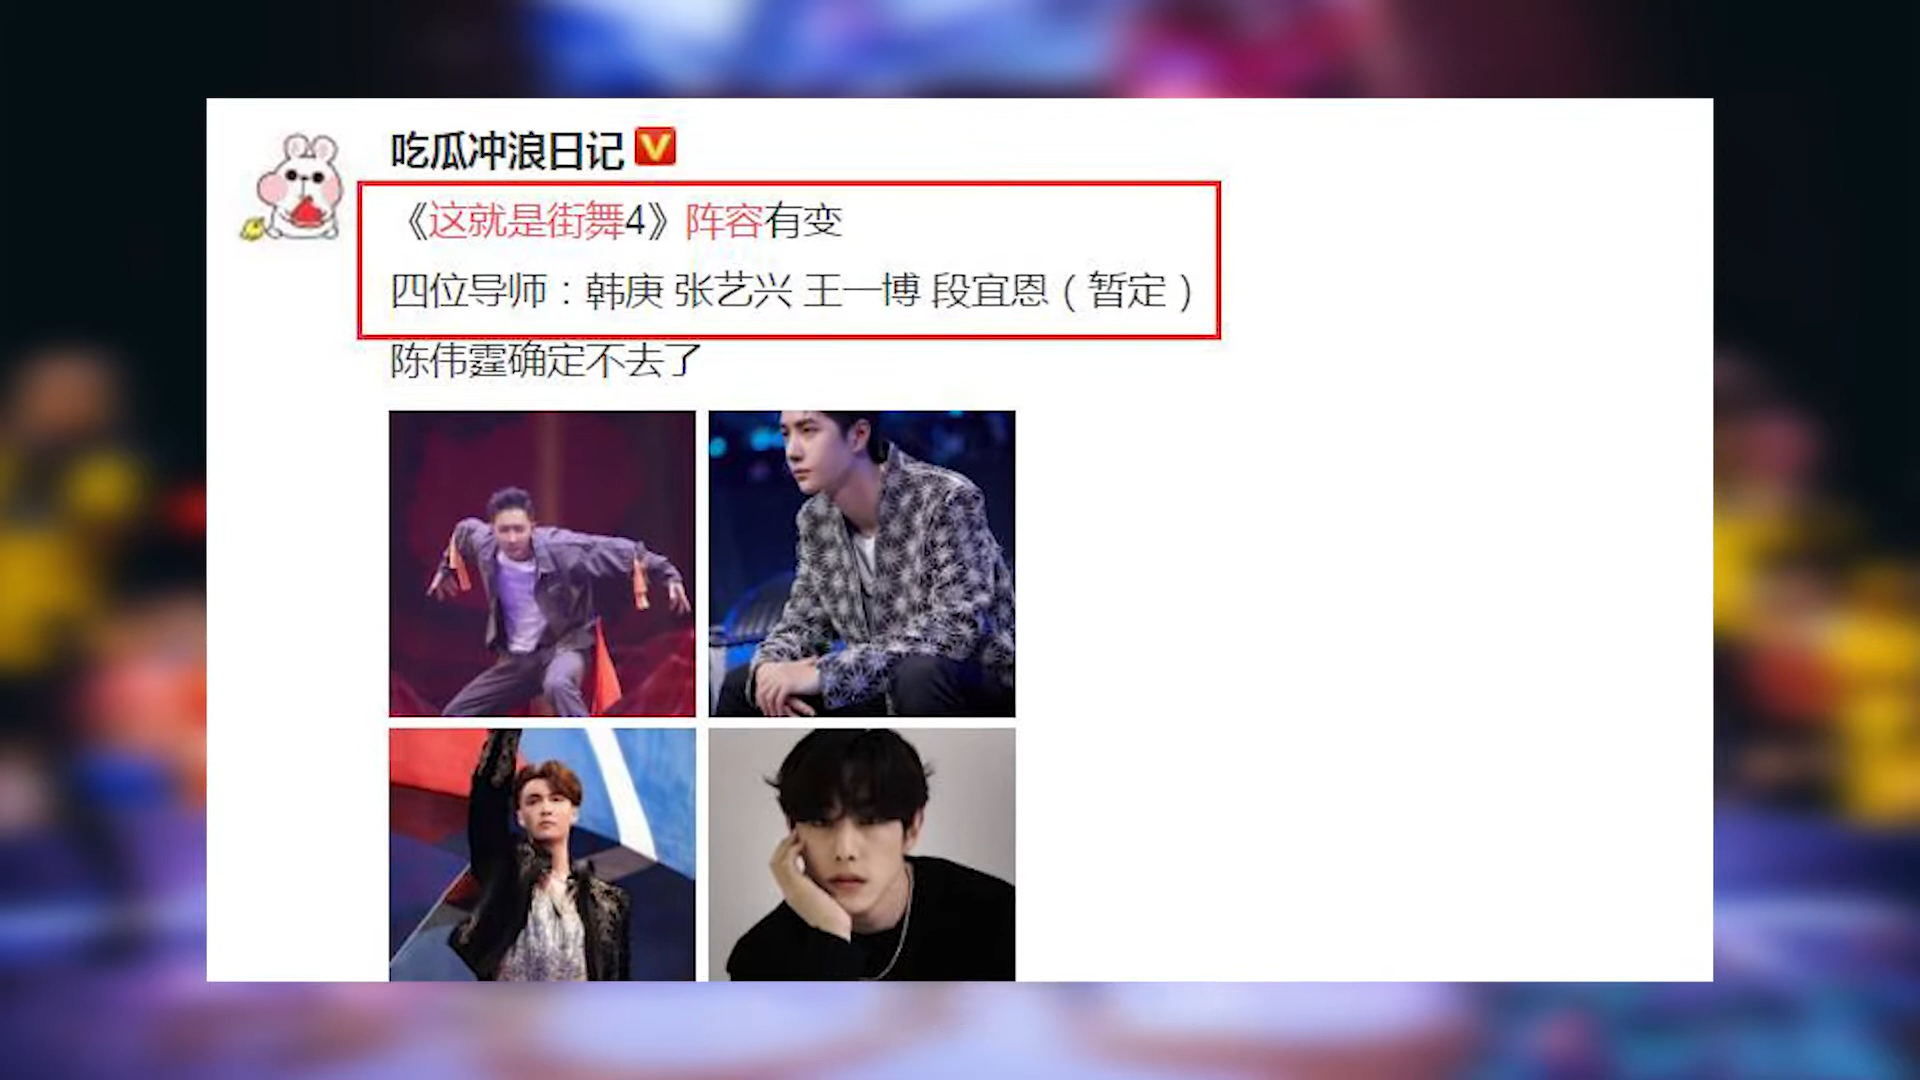 吃瓜冲浪日记
《这就是街舞4》阵容有变
四位导师：韩庚 张艺兴 王一博 段宜恩（暂定）
陈伟霆确定不去了